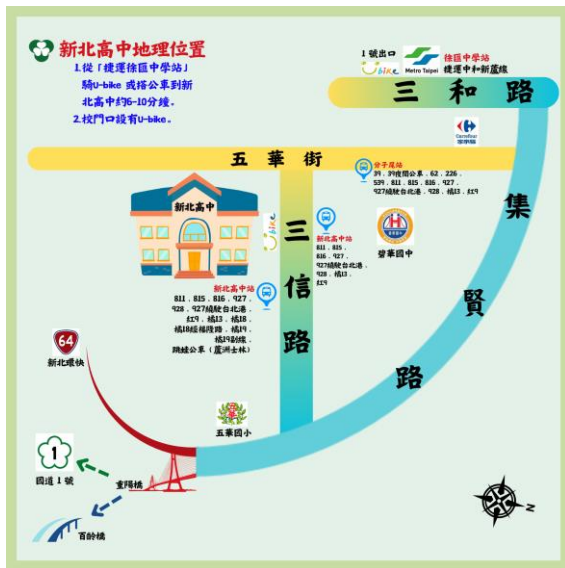 新北高中地理位置
1.從「捷運徐匯中學站」
騎U-bike 或搭公車到新
北高中約6-10分鐘。
2.校門口設有U-bike。
1 號出口
Ubike
Metro Taipei
徐匯中學站
捷運中和新蘆線
三和路
Carrefour
家樂福
五華街
分子尾站
39 . 39夜間公車 . 62 . 226 .
539 . 811 . 815 . 816 . 927 .
927繞駛台北港 . 928 . 橘13 . 紅9
集賢路
新北高中
Ubike
三信路
新北高中站
811 . 815 .
816 . 927 .
927繞駛台北港 .
928 . 橘13 .
紅9
碧華國中
新北高中站
811 . 815 . 816 . 927 .
928 . 927繞駛台北港 .
紅9 . 橘13 . 橘18 .
橘18經福隆路 . 橘19 .
橘19副線 .
跳蛙公車 ( 蘆洲士林 )
64
新北環快
五華國小
1
國道 1 號
重陽橋
百齡橋
N